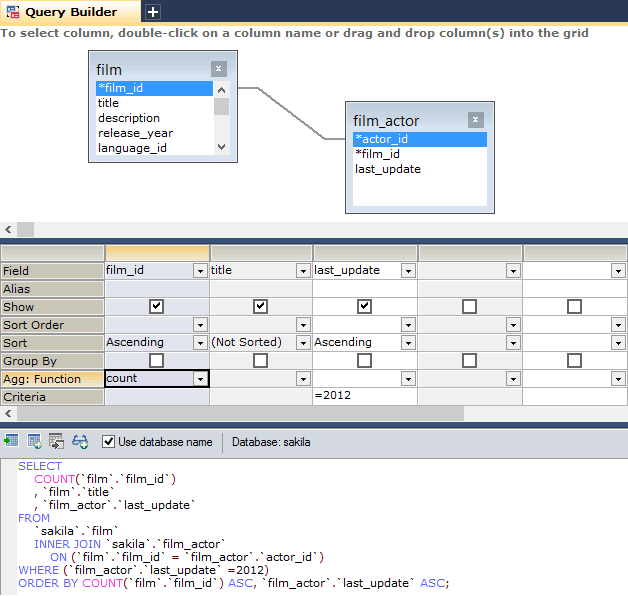 Query Builder
To select column, double-click on a column name or drag and drop column(s) into the grid
film
*film_id
title
description
release_year
language_id
film_actor
*actor_id
*film_id
last_update
Field film_id title last_update
Alias
Show
Sort Order
Sort Ascending (Not Sorted) Ascending
Group By
Agg: Function count
Criteria =2012
Use database name Database: sakila
SELECT
COUNT(`film`.`film_id`)
, `film`.`title`
, `film_actor`.`last_update`
FROM
`sakila`.`film`
INNER JOIN `sakila`.`film_actor`
ON (`film`.`film_id` = `film_actor`.`actor_id`)
WHERE (`film_actor`.`last_update` =2012)
ORDER BY COUNT(`film`.`film_id`) ASC, `film_actor`.`last_update` ASC;